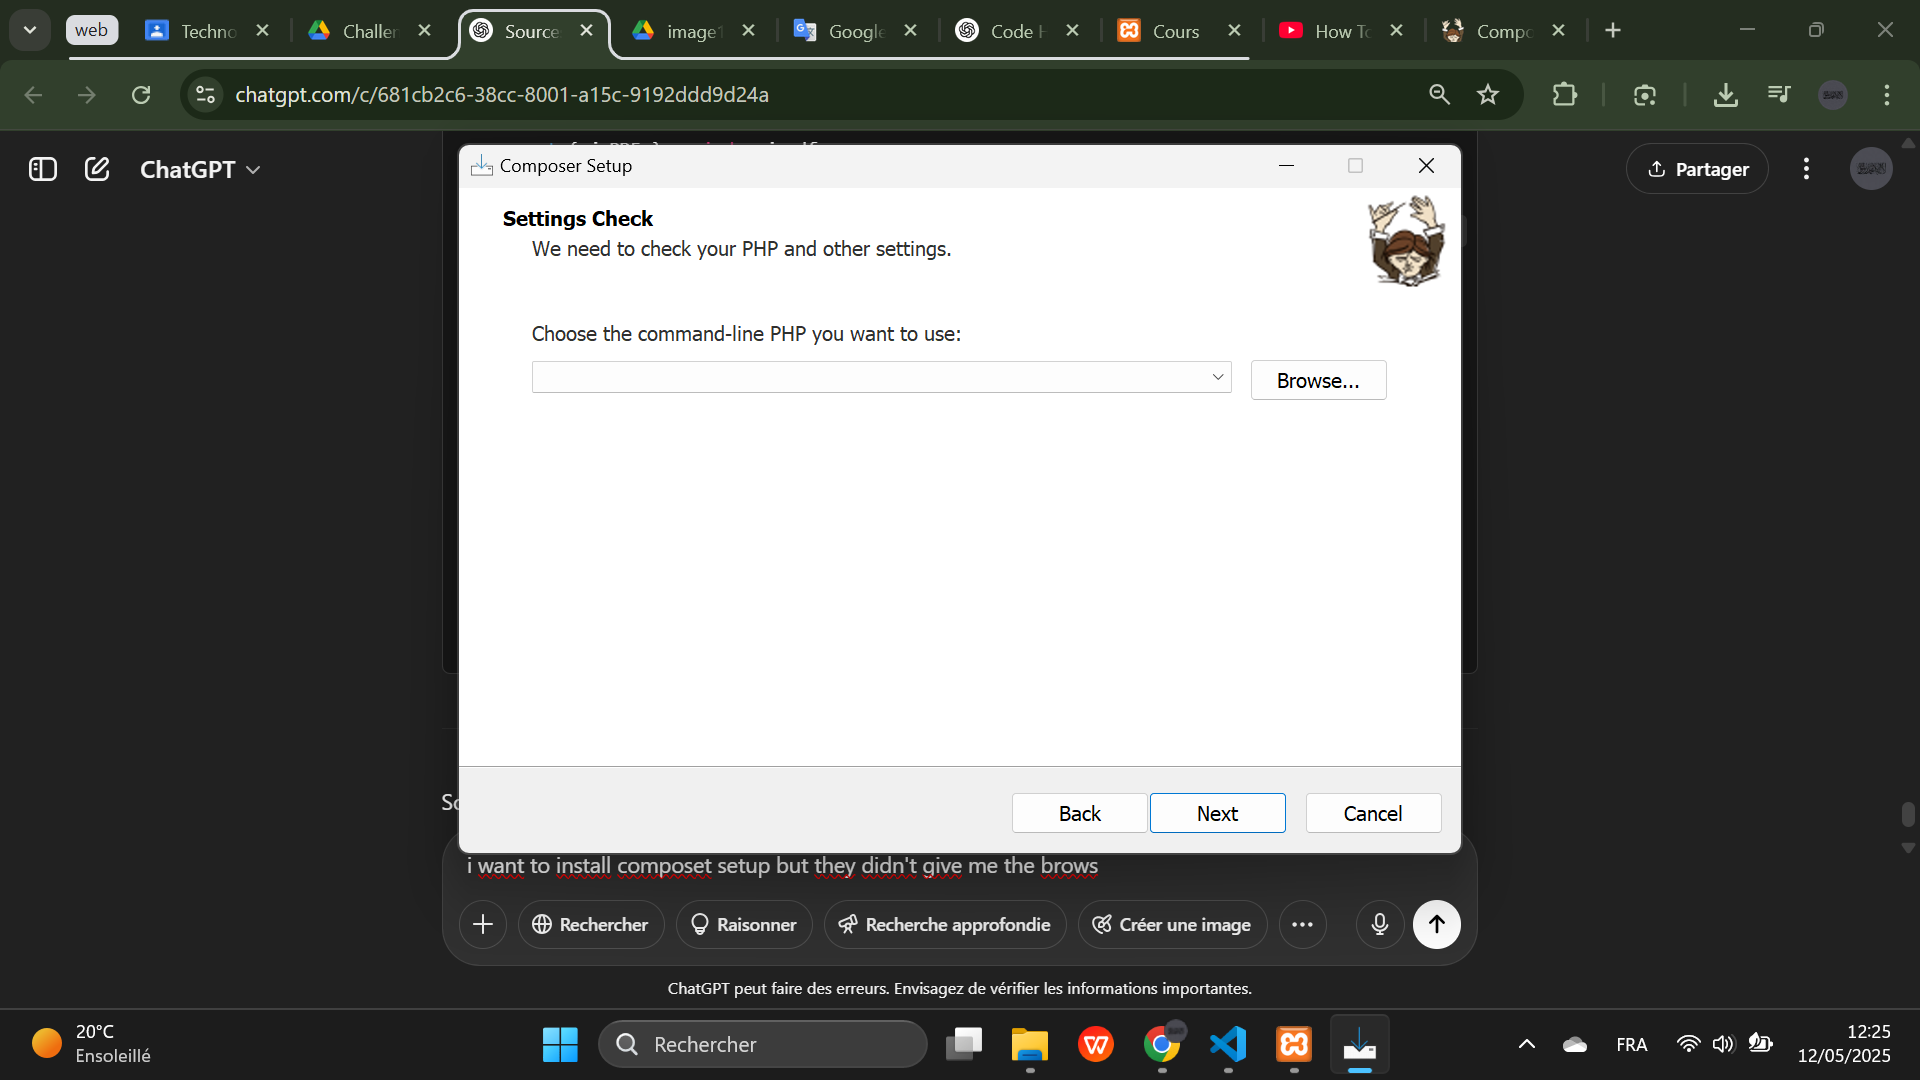 web
Techno
Challen
Source
image1
Google
Code H
Cours
How To
Compo
chatgpt.com/c/681cb2c6-38cc-8001-a15c-9192ddd9d24a
ChatGPT
Partager
Composer Setup
Settings Check
We need to check your PHP and other settings.
Choose the command-line PHP you want to use:
Browse...
Back
Next
Cancel
So
i want to install composet setup but they didn't give me the brows
Rechercher
Raisonner
Recherche approfondie
Créer une image
ChatGPT peut faire des erreurs. Envisagez de vérifier les informations importantes.
20°C
Ensoleillé
Rechercher
FRA
12:25
12/05/2025